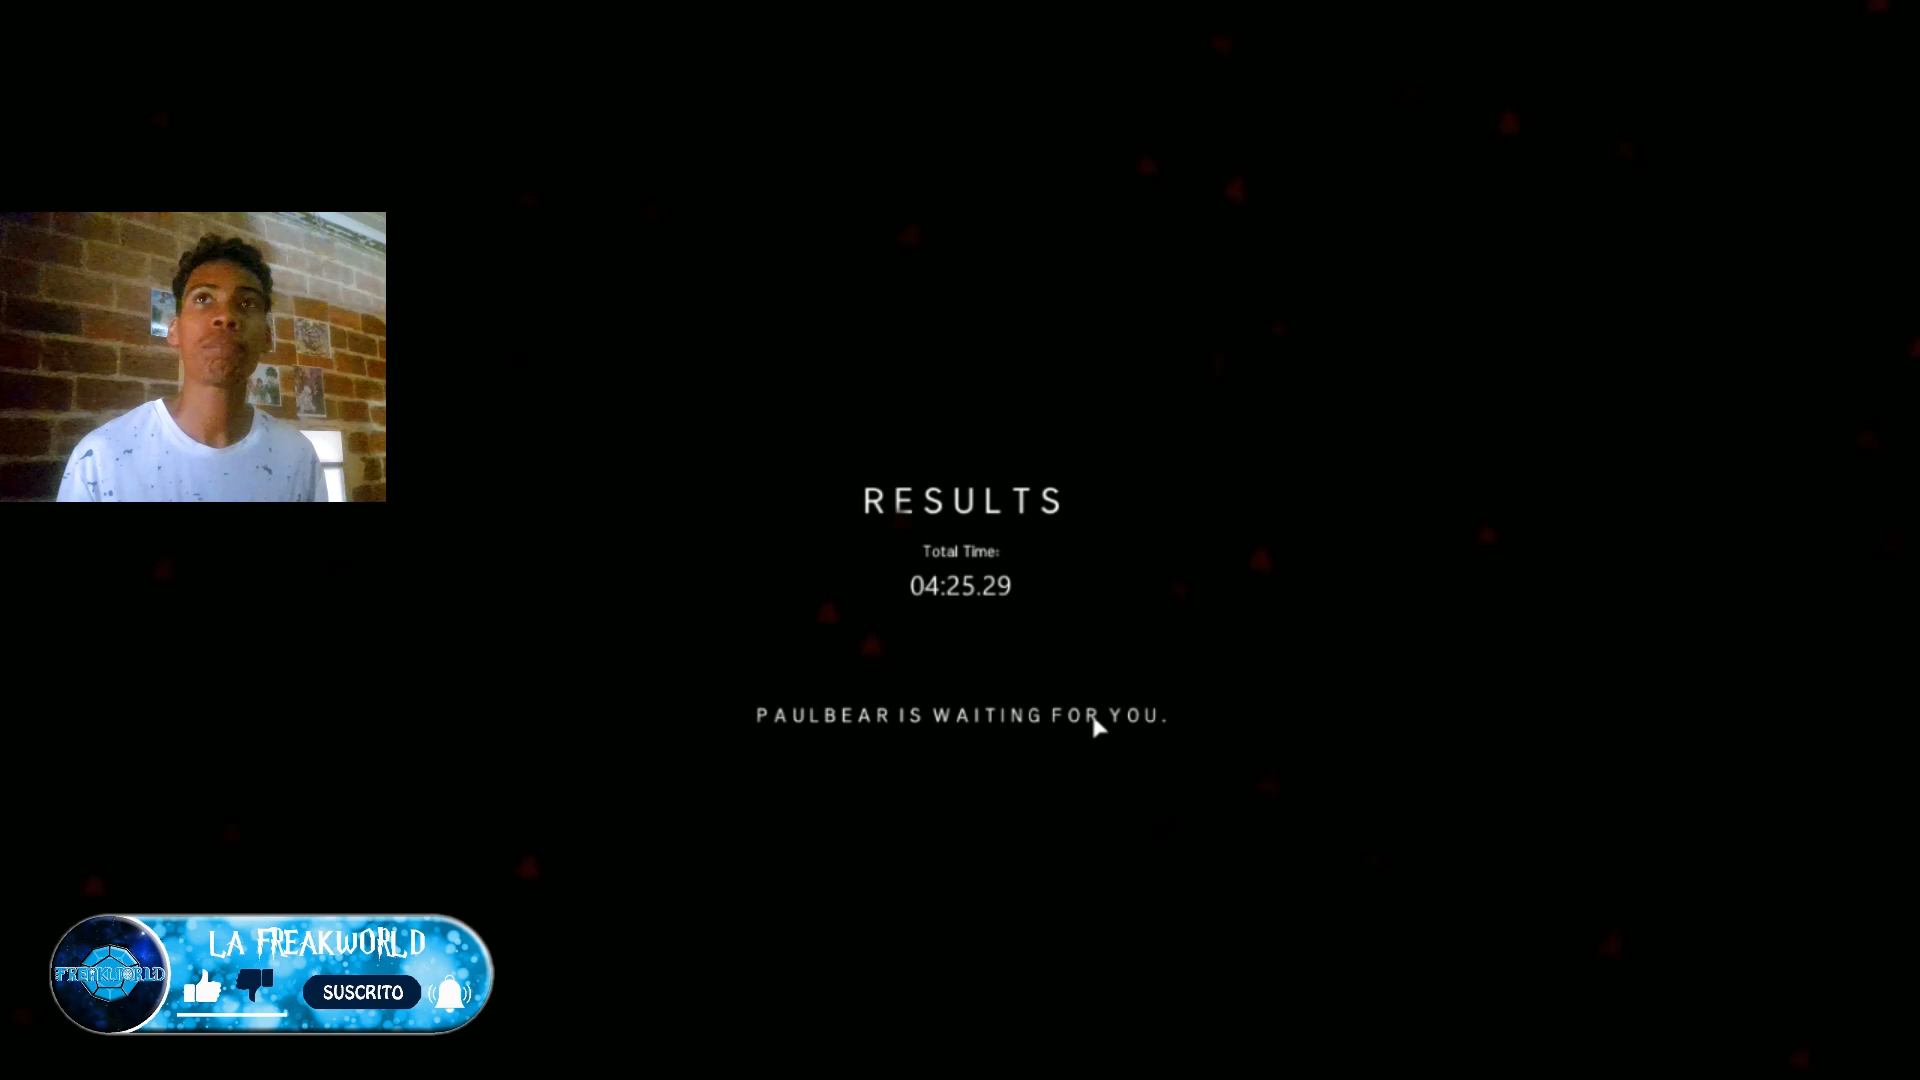 RESULTS
Total Time:
04:25.29
PAULBEAR IS WAITING FOR YOU.
LA FREAKWORLD
FREAKWORLD
SUSCRITO